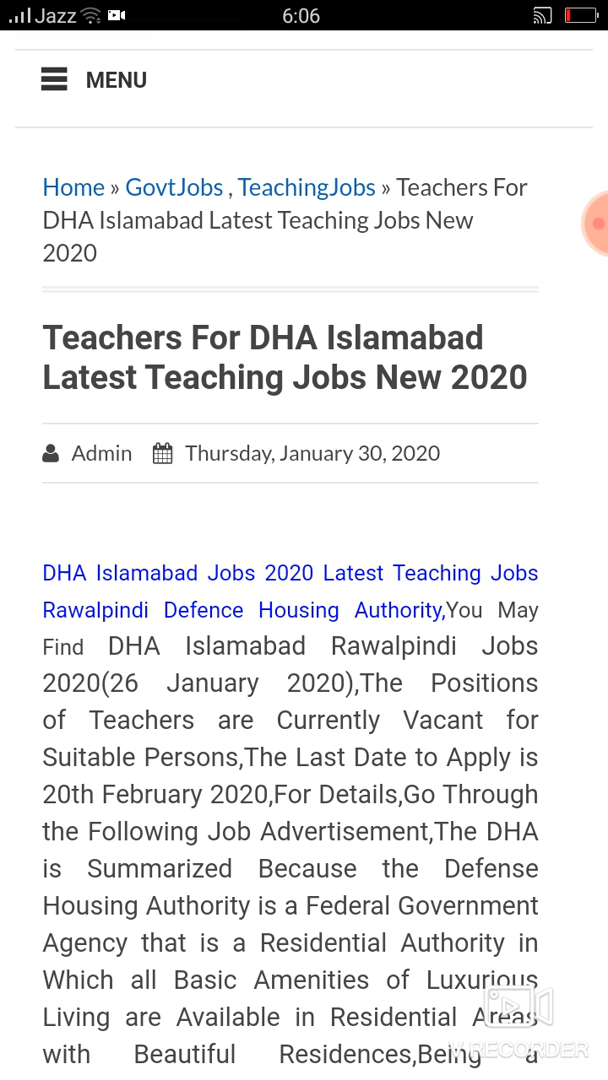 Jazz 6:06
MENU
Home » GovtJobs , TeachingJobs » Teachers For
DHA Islamabad Latest Teaching Jobs New
2020
Teachers For DHA Islamabad
Latest Teaching Jobs New 2020
Admin Thursday, January 30, 2020
DHA Islamabad Jobs 2020 Latest Teaching Jobs
Rawalpindi Defence Housing Authority,You May
Find DHA Islamabad Rawalpindi Jobs
2020(26 January 2020),The Positions
of Teachers are Currently Vacant for
Suitable Persons,The Last Date to Apply is
20th February 2020,For Details,Go Through
the Following Job Advertisement,The DHA
is Summarized Because the Defense
Housing Authority is a Federal Government
Agency that is a Residential Authority in
Which all Basic Amenities of Luxurious
Living are Available in Residential Areas
with Beautiful Residences,Being a
V RECORDER